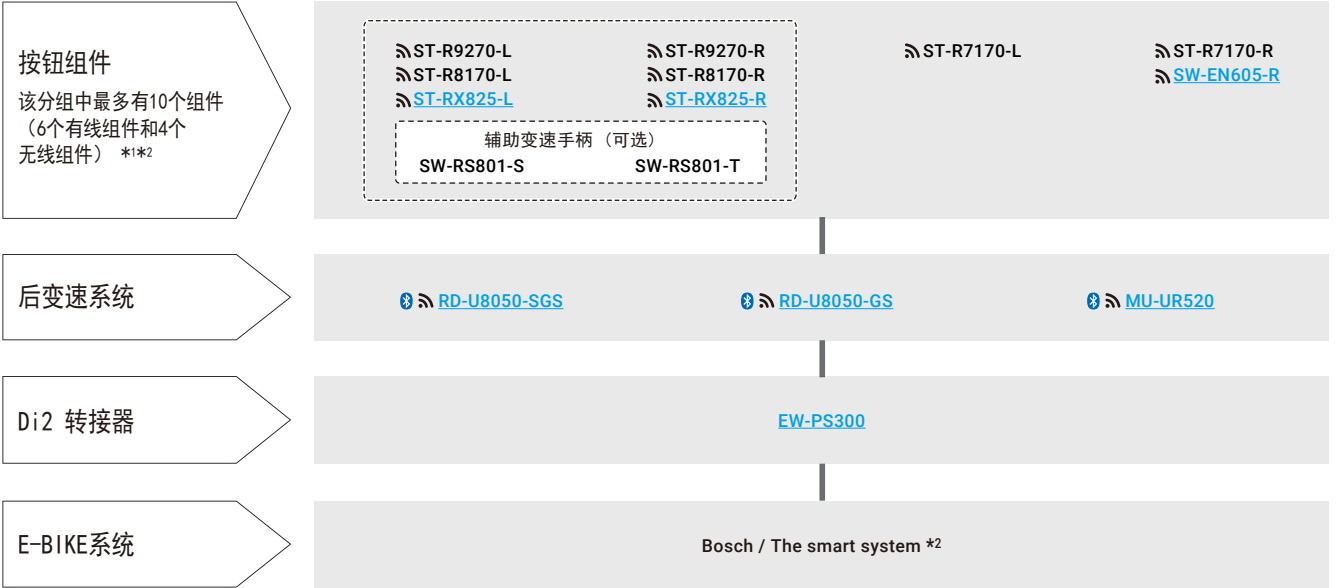 按钮组件
该分组中最多有10个组件
（6个有线组件和4个
无线组件） *1*2
ST-R9270-L ST-R9270-R ST-R7170-L ST-R7170-R
ST-R8170-L ST-R8170-R SW-EN605-R
ST-RX825-L ST-RX825-R
辅助变速手柄 (可选)
SW-RS801-S SW-RS801-T
后变速系统
RD-U8050-SGS RD-U8050-GS MU-UR520
Di2 转接器
EW-PS300
E-BIKE系统
Bosch / The smart system *2